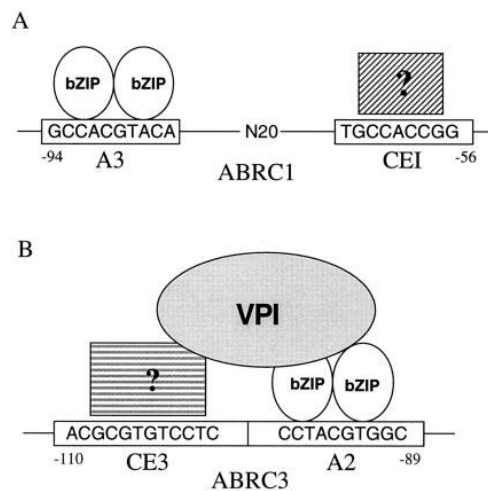 A
bZIP bZIP ?
GCCACGTACA N20 TGCCACCGG
-94 A3 CEI -56
ABRC1
B
VPI
? bZIP bZIP
ACGCGTGTCCTC CCTACGTGGC
-110 CE3 A2 -89
ABRC3